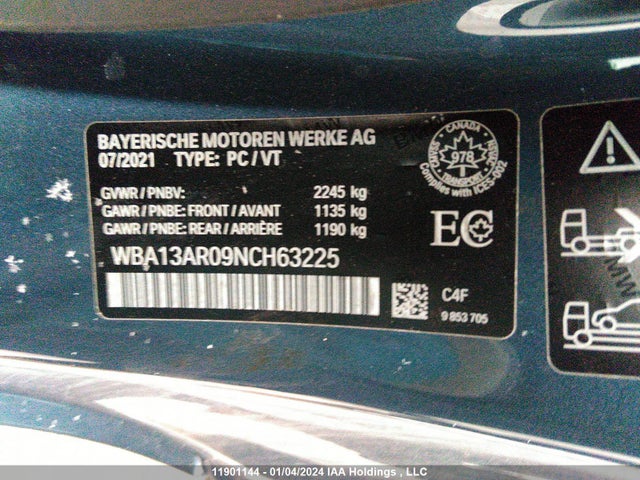 BAYERISCHE MOTOREN WERKE AG
07/2021 TYPE: PC / VT
GVWR / PNBV: 2245 kg
GAWR / PNBE: FRONT / AVANT 1135 kg
GAWR / PNBE: REAR / ARRIÈRE 1190 kg
WBA13AR09NCH63225
C4F
9 853 705
CANADA
978
TRANSPORT
Complies with ICES-002
EC
11901144 - 01/04/2024 IAA Holdings , LLC